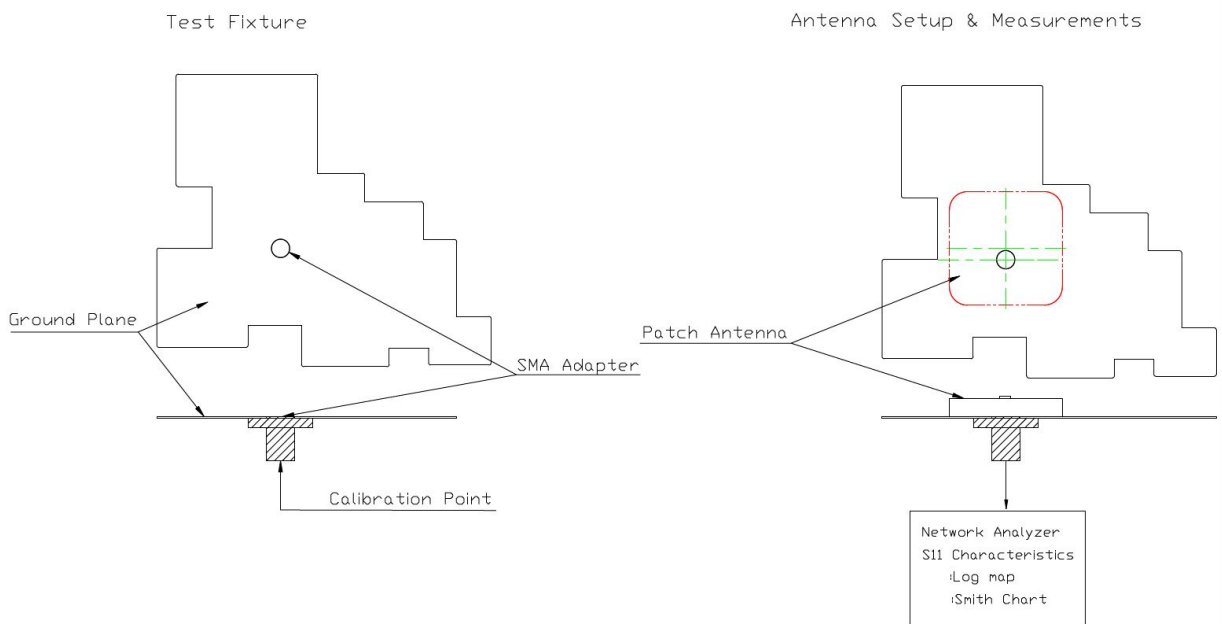 Test Fixture
Antenna Setup & Measurements
Ground Plane
SMA Adapter
Calibration Point
Patch Antenna
Network Analyzer
S11 Characteristics
:Log map
:Smith Chart